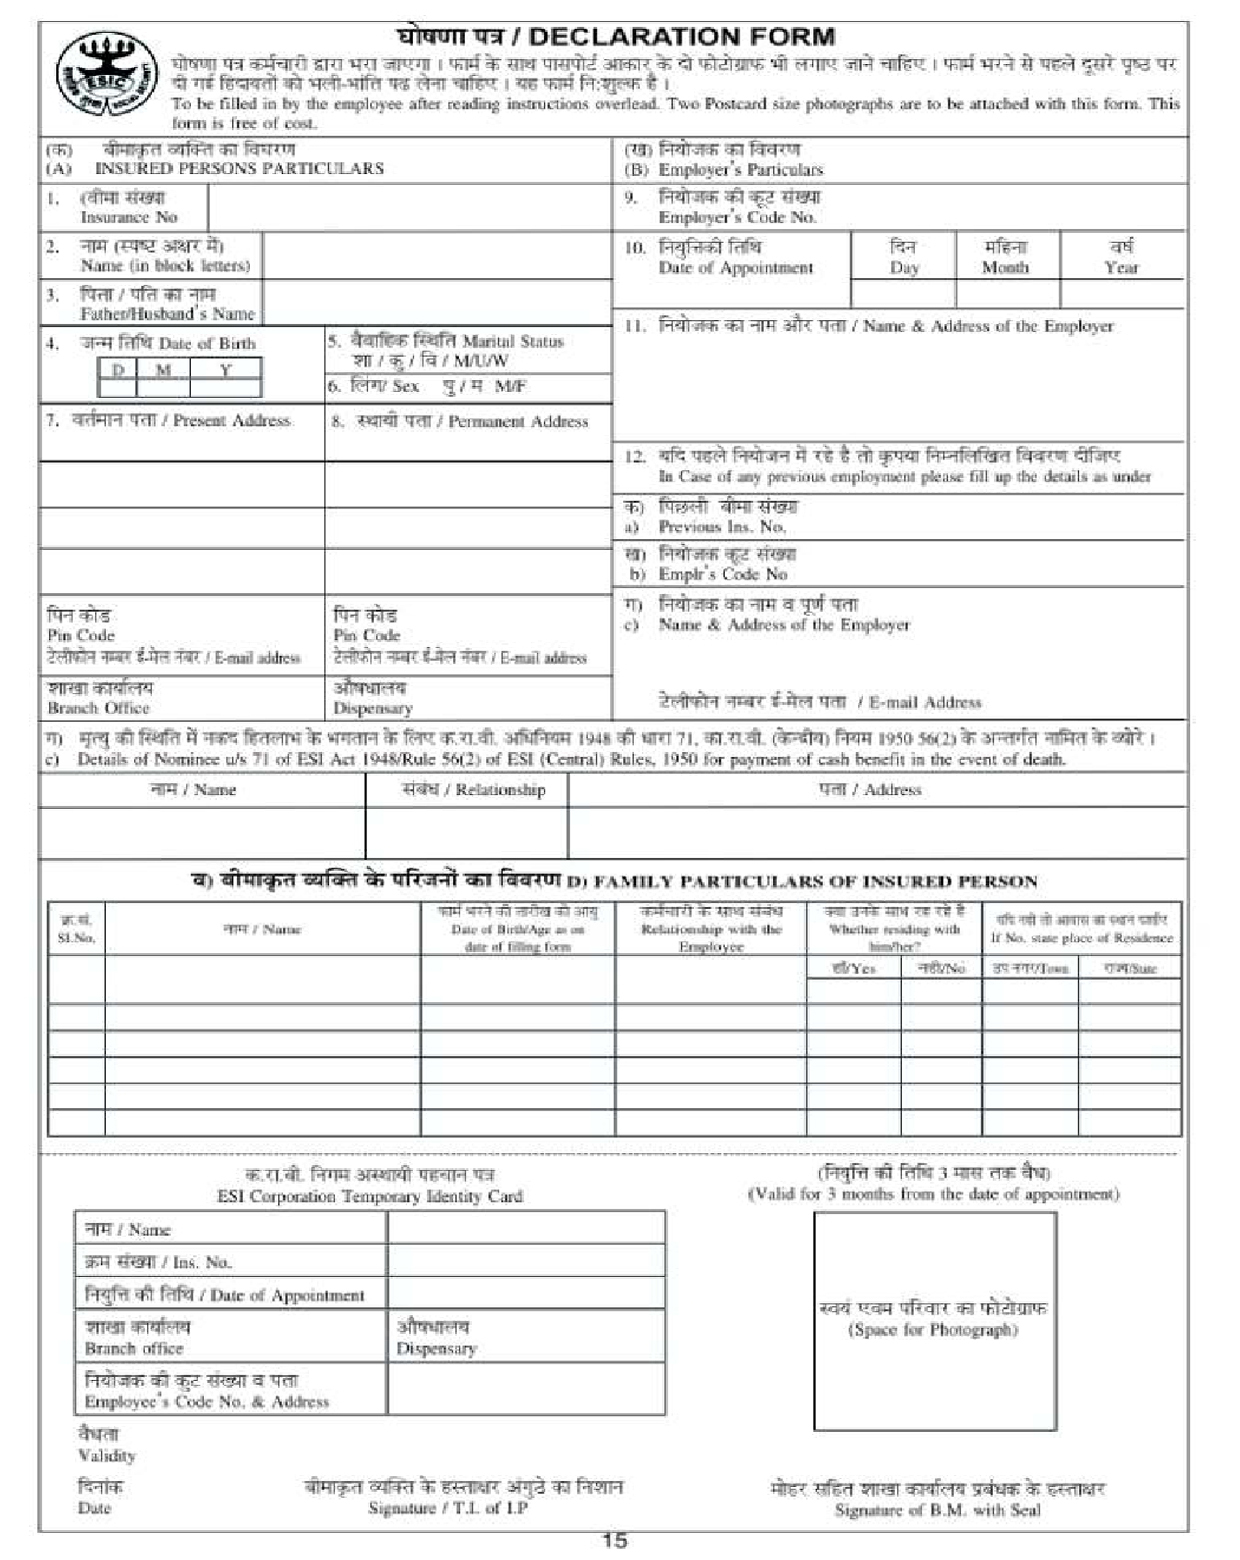 घोषणा पत्र / DECLARATION FORM
घोषणा पत्र कर्मचारी द्वारा भरा जाएगा । फार्म के साथ पासपोर्ट आकार के दो फोटोग्राफ भी लगाए जाने चाहिए । फार्म भरने से पहले दूसरे पृष्ठ पर
दी गई हिदायतों को भली-भांति पढ़ लेना चाहिए । यह फार्म नि:शुल्क है ।
To be filled in by the employee after reading instructions overlead. Two Postcard size photographs are to be attached with this form. This
form is free of cost.
ESIC
(क) बीमाकृत व्यक्ति का विवरण
(A) INSURED PERSONS PARTICULARS
1. (वीमा संख्या
Insurance No
2. नाम (स्पष्ट अक्षर में)
Name (in block letters)
3. पिता / पति का नाम
Father/Husband's Name
4. जन्म तिथि Date of Birth
D M Y
5. वैवाहिक स्थिति Marital Status
शा / कु / वि / M/U/W
6. लिंग/ Sex पु / म M/F
7. वर्तमान पता / Present Address
8. स्थायी पता / Permanent Address
पिन कोड
Pin Code
टेलीफोन नम्बर ई-मेल नंबर / E-mail address
पिन कोड
Pin Code
टेलीफोन नम्बर ई-मेल नंबर / E-mail address
शाखा कार्यालय
Branch Office
औषधालय
Dispensary
(ख) नियोजक का विवरण
(B) Employer's Particulars
9. नियोजक की कूट संख्या
Employer's Code No.
10. नियुक्तिकी तिथि
Date of Appointment
दिन महिना वर्ष
Day Month Year
11. नियोजक का नाम और पता / Name & Address of the Employer
12. यदि पहले नियोजन में रहे है तो कृपया निम्नलिखित विवरण दीजिए
In Case of any previous employment please fill up the details as under
क) पिछली बीमा संख्या
a) Previous Ins. No.
ख) नियोजक कूट संख्या
b) Emplr's Code No
ग) नियोजक का नाम व पूर्ण पता
c) Name & Address of the Employer
टेलीफोन नम्बर ई-मेल पता / E-mail Address
ग) मृत्यु की स्थिति में नकद हितलाभ के भगतान के लिए क.रा.वी. अधिनियम 1948 की धारा 71, का.रा.वी. (केन्द्रीय) नियम 1950 56(2) के अन्तर्गत नामित के व्योरे ।
c) Details of Nominee u/s 71 of ESI Act 1948/Rule 56(2) of ESI (Central) Rules, 1950 for payment of cash benefit in the event of death.
नाम / Name संबंध / Relationship पता / Address
व) बीमाकृत व्यक्ति के परिजनों का विवरण D) FAMILY PARTICULARS OF INSURED PERSON
क्र.सं.
Sl.No.
नाम / Name
फार्म भरने की तारीख को आयु
Date of Birth/Age as on
date of filling form
कर्मचारी के साथ संबंध
Relationship with the
Employee
क्या उनके साथ रह रहे है
Whether residing with
him/her?
यदि नही तो आवास का स्थान दर्शाए
If No, state place of Residence
हाँ/Yes नहीं/No उप नगर/Town राज्य/State
क.रा.बी. निगम अस्थायी पहचान पत्र
ESI Corporation Temporary Identity Card
(नियुत्ति की तिथि 3 मास तक वैध)
(Valid for 3 months from the date of appointment)
नाम / Name
क्रम संख्या / Ins. No.
नियुत्ति की तिथि / Date of Appointment
शाखा कार्यालय
Branch office
औषधालय
Dispensary
नियोजक की कुट संख्या व पता
Employee's Code No. & Address
स्वयं एवम परिवार का फोटोग्राफ
(Space for Photograph)
वैधता
Validity
दिनांक
Date
बीमाकृत व्यक्ति के हस्ताक्षर अंगुठे का निशान
Signature / T.I. of I.P
मोहर सहित शाखा कार्यालय प्रबंधक के हस्ताक्षर
Signature of B.M. with Seal
15